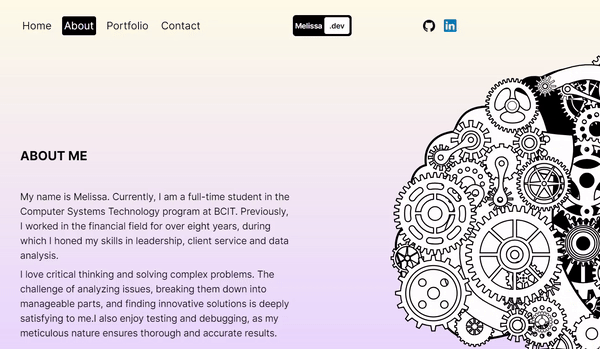 Home About Portfolio Contact Melissa .dev in
ABOUT ME
My name is Melissa. Currently, I am a full-time student in the
Computer Systems Technology program at BCIT. Previously,
I worked in the financial field for over eight years, during
which I honed my skills in leadership, client service and data
analysis.
I love critical thinking and solving complex problems. The
challenge of analyzing issues, breaking them down into
manageable parts, and finding innovative solutions is deeply
satisfying to me.I also enjoy testing and debugging, as my
meticulous nature ensures thorough and accurate results.